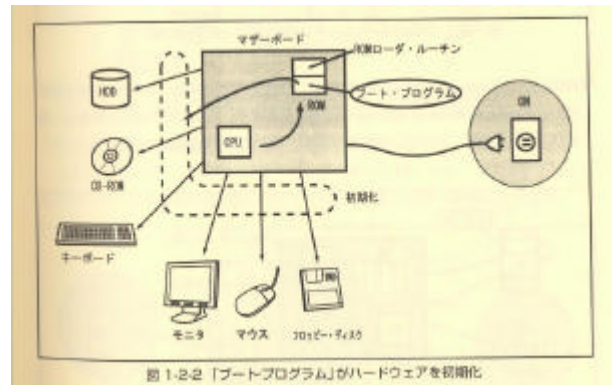 マザーボード
ROMローダ・ルーチン
HDD
ROM
ブート・プログラム
ON
CPU
CD-ROM
初期化
キーボード
モニタ
マウス
フロッピー・ディスク
図 1-2-2 「ブートプログラム」がハードウェアを初期化